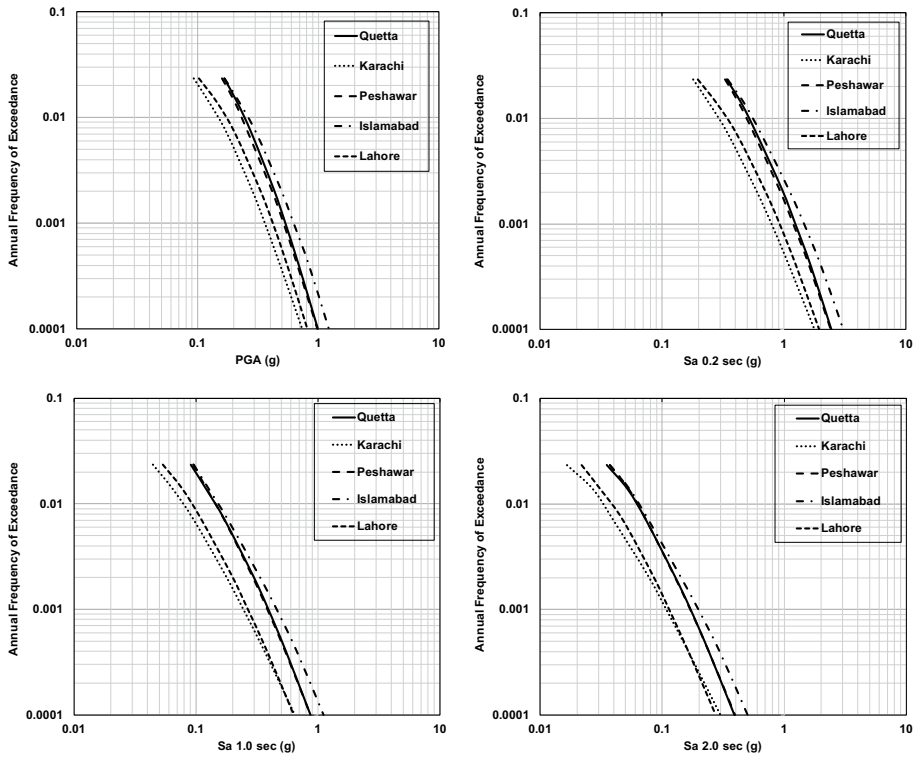 Annual Frequency of Exceedance
0.1
0.01
0.001
0.0001
Quetta
Karachi
Peshawar
Islamabad
Lahore
0.01 0.1 1 10
PGA (g)
Annual Frequency of Exceedance
0.1
0.01
0.001
0.0001
Quetta
Karachi
Peshawar
Islamabad
Lahore
0.01 0.1 1 10
Sa 0.2 sec (g)
Annual Frequency of Exceedance
0.1
0.01
0.001
0.0001
Quetta
Karachi
Peshawar
Islamabad
Lahore
0.01 0.1 1 10
Sa 1.0 sec (g)
Annual Frequency of Exceedance
0.1
0.01
0.001
0.0001
Quetta
Karachi
Peshawar
Islamabad
Lahore
0.01 0.1 1 10
Sa 2.0 sec (g)